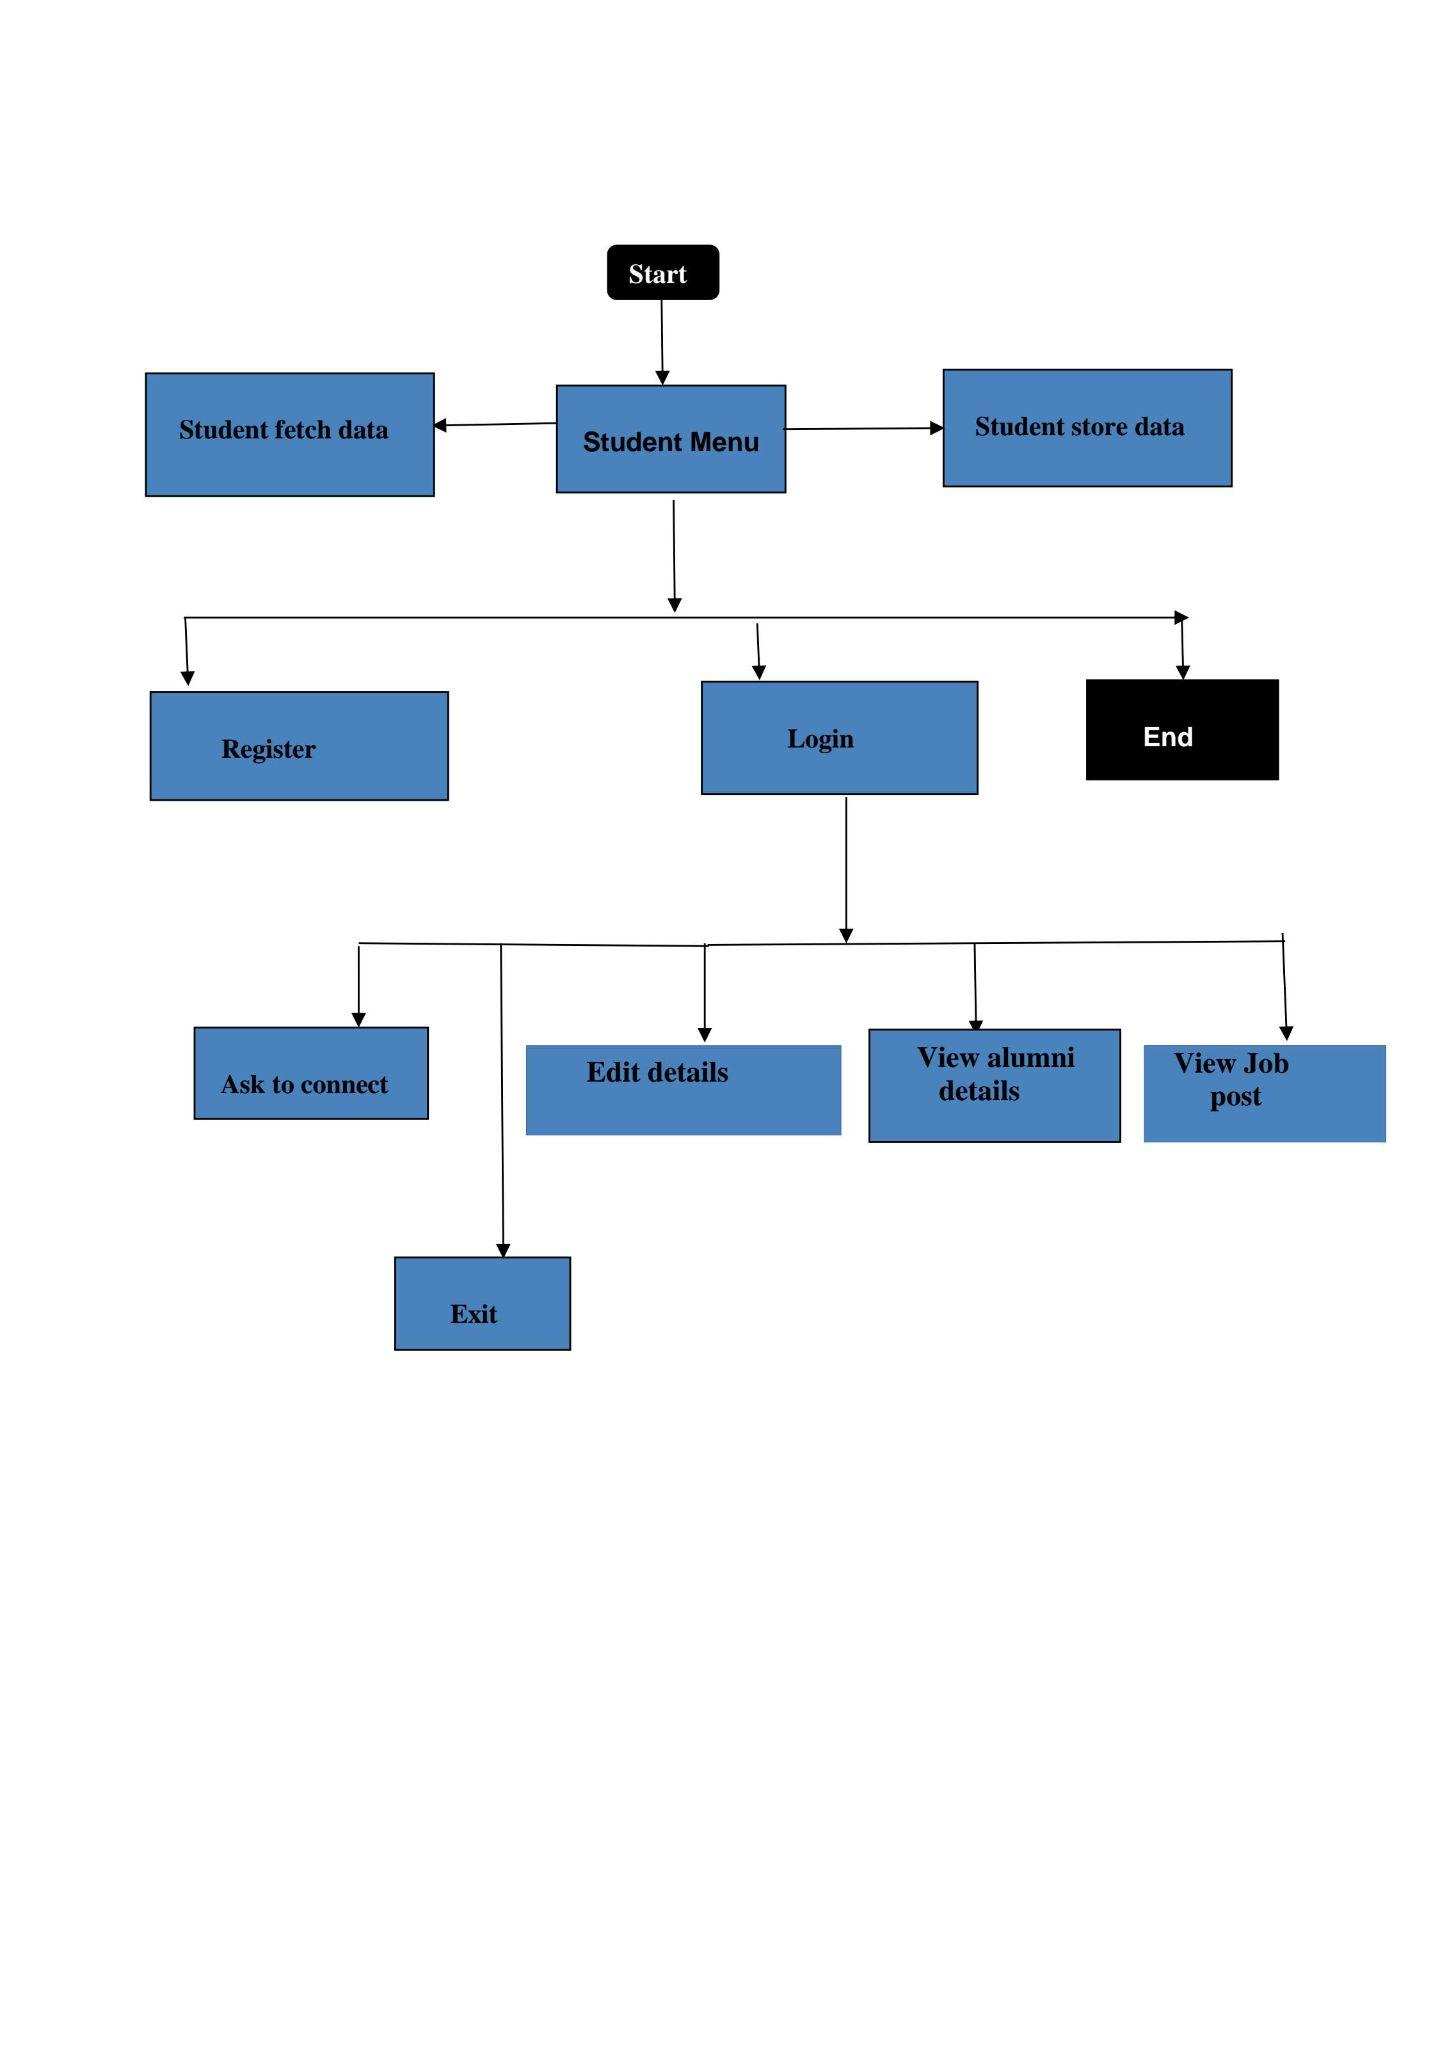 Start
Student fetch data
Student Menu
Student store data
Register
Login
End
Ask to connect
Edit details
View alumni
details
View Job
post
Exit